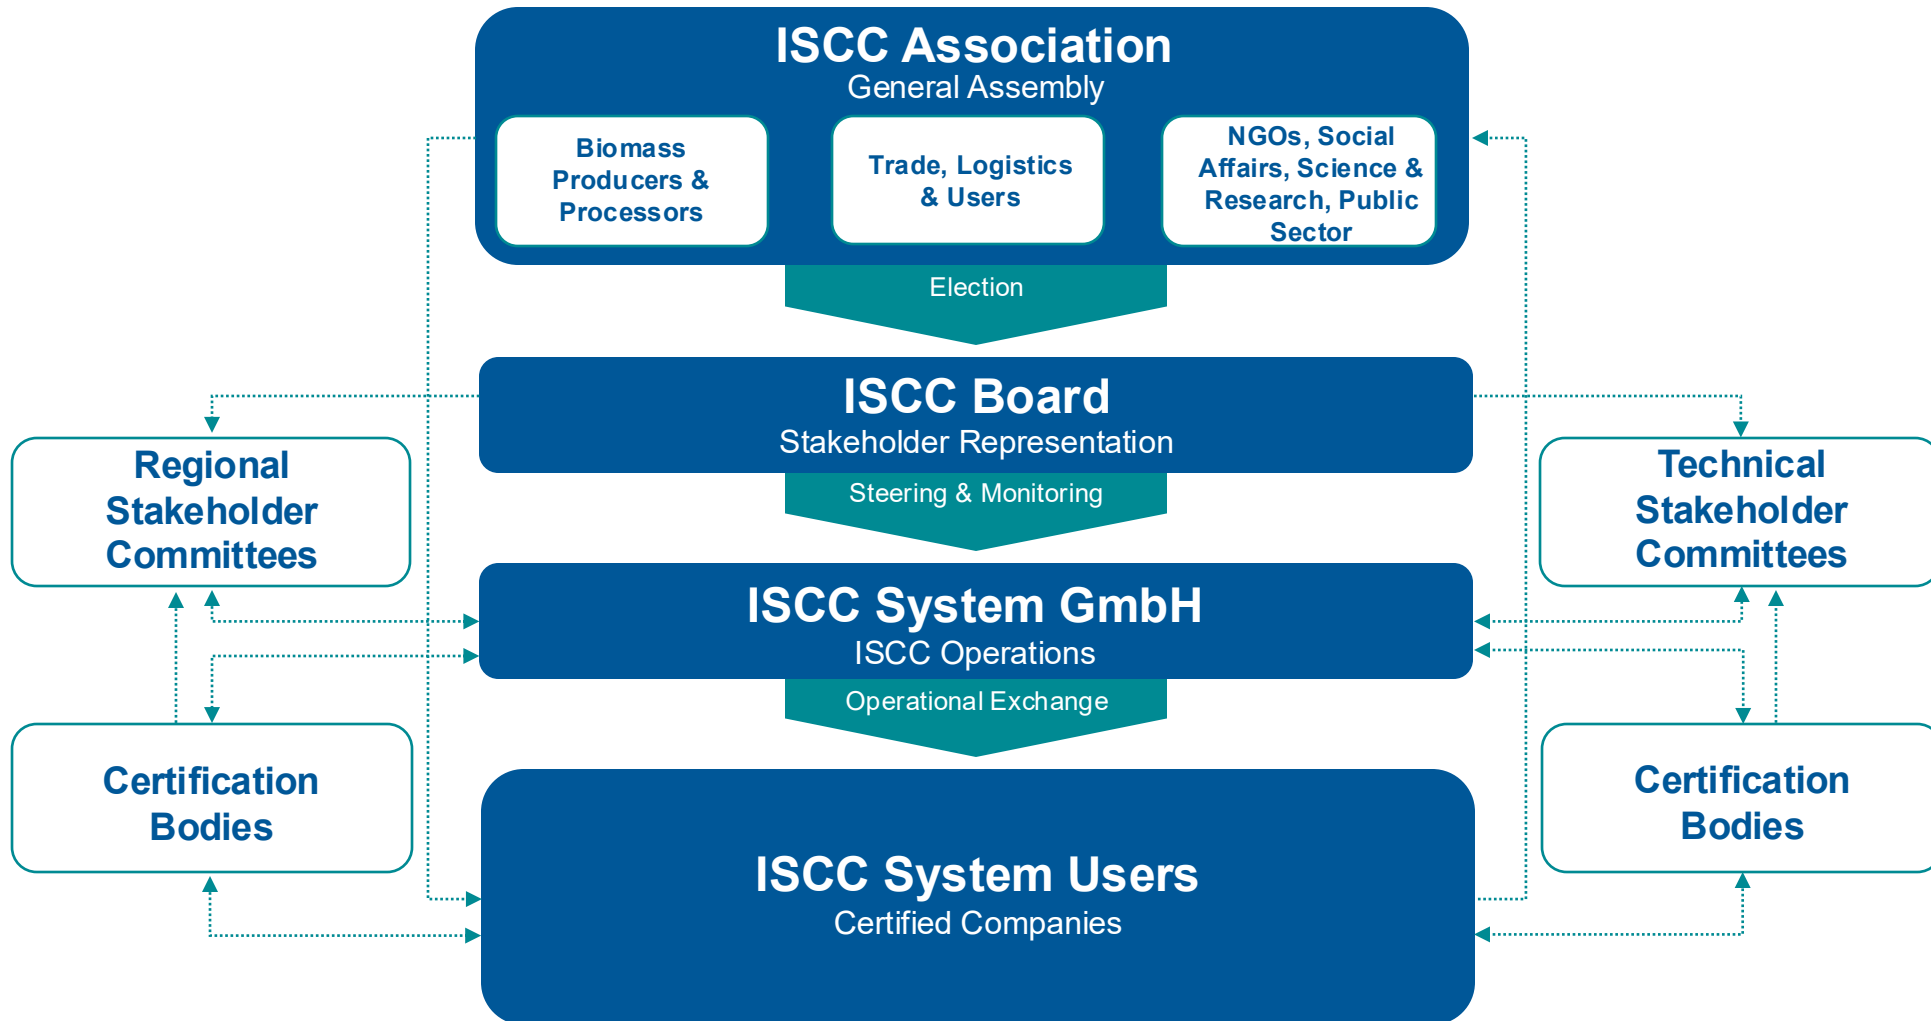 ISCC Association
General Assembly
Biomass
Producers &
Processors
Trade, Logistics
& Users
NGOs, Social
Affairs, Science &
Research, Public
Sector
Election
ISCC Board
Stakeholder Representation
Steering & Monitoring
Regional
Stakeholder
Committees
Technical
Stakeholder
Committees
ISCC System GmbH
ISCC Operations
Operational Exchange
Certification
Bodies
Certification
Bodies
ISCC System Users
Certified Companies